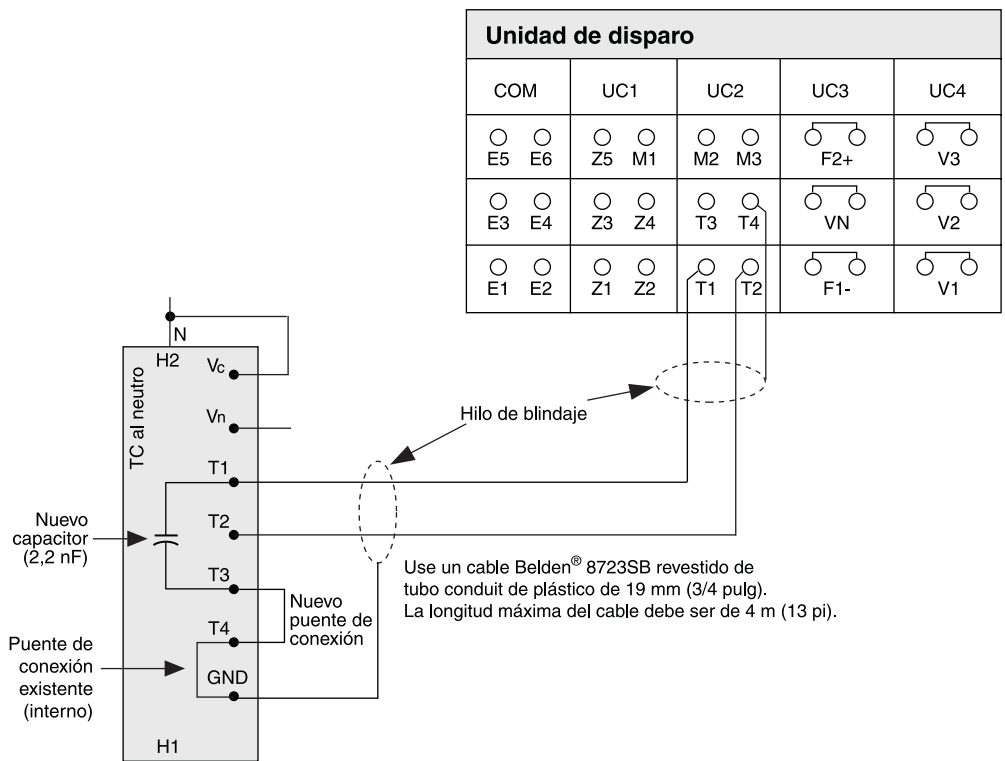 Unidad de disparo
COM UC1 UC2 UC3 UC4
E5 E6 Z5 M1 M2 M3 F2+ V3
E3 E4 Z3 Z4 T3 T4 VN V2
E1 E2 Z1 Z2 T1 T2 F1- V1
N
H2
TC al neutro
Vc
Vn
T1
T2
T3
T4
GND
H1
Hilo de blindaje
Nuevo
capacitor
(2,2 nF)
Nuevo
puente de
conexión
Puente de
conexión
existente
(interno)
Use un cable Belden® 8723SB revestido de
tubo conduit de plástico de 19 mm (3/4 pulg).
La longitud máxima del cable debe ser de 4 m (13 pi).